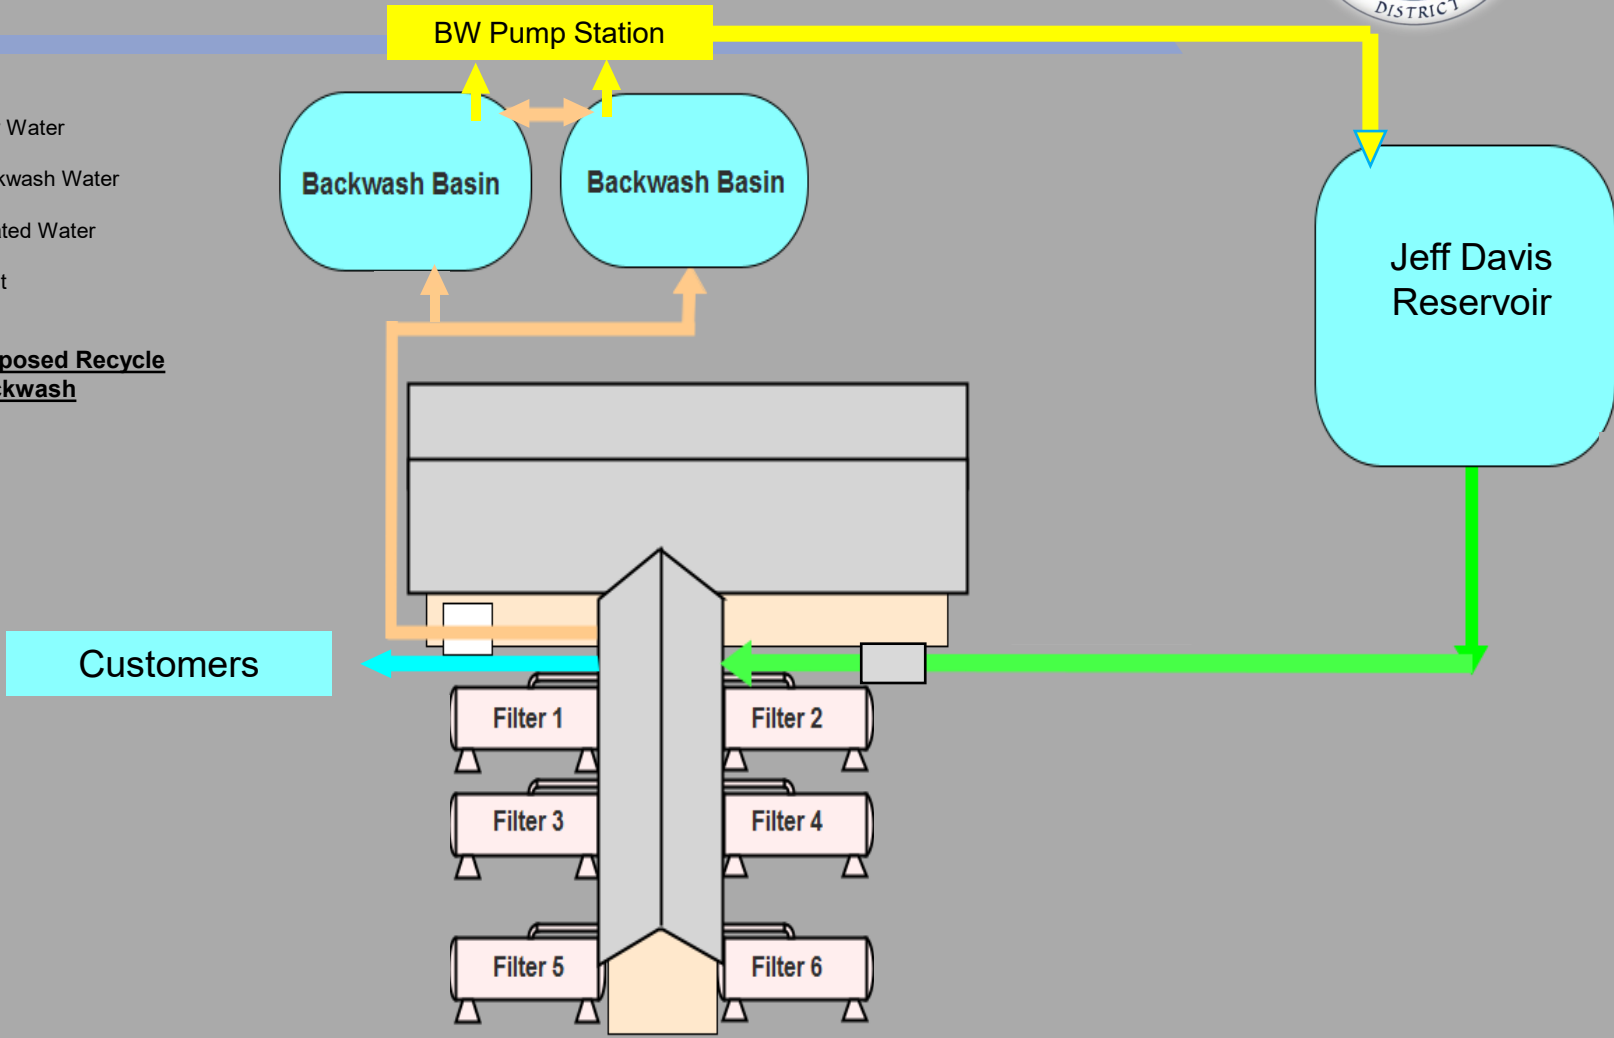 DISTRICT
BW Pump Station
Water
kwash Water
ated Water
t
posed Recycle
ckwash
Backwash Basin
Backwash Basin
Jeff Davis
Reservoir
Customers
Filter 1
Filter 2
Filter 3
Filter 4
Filter 5
Filter 6